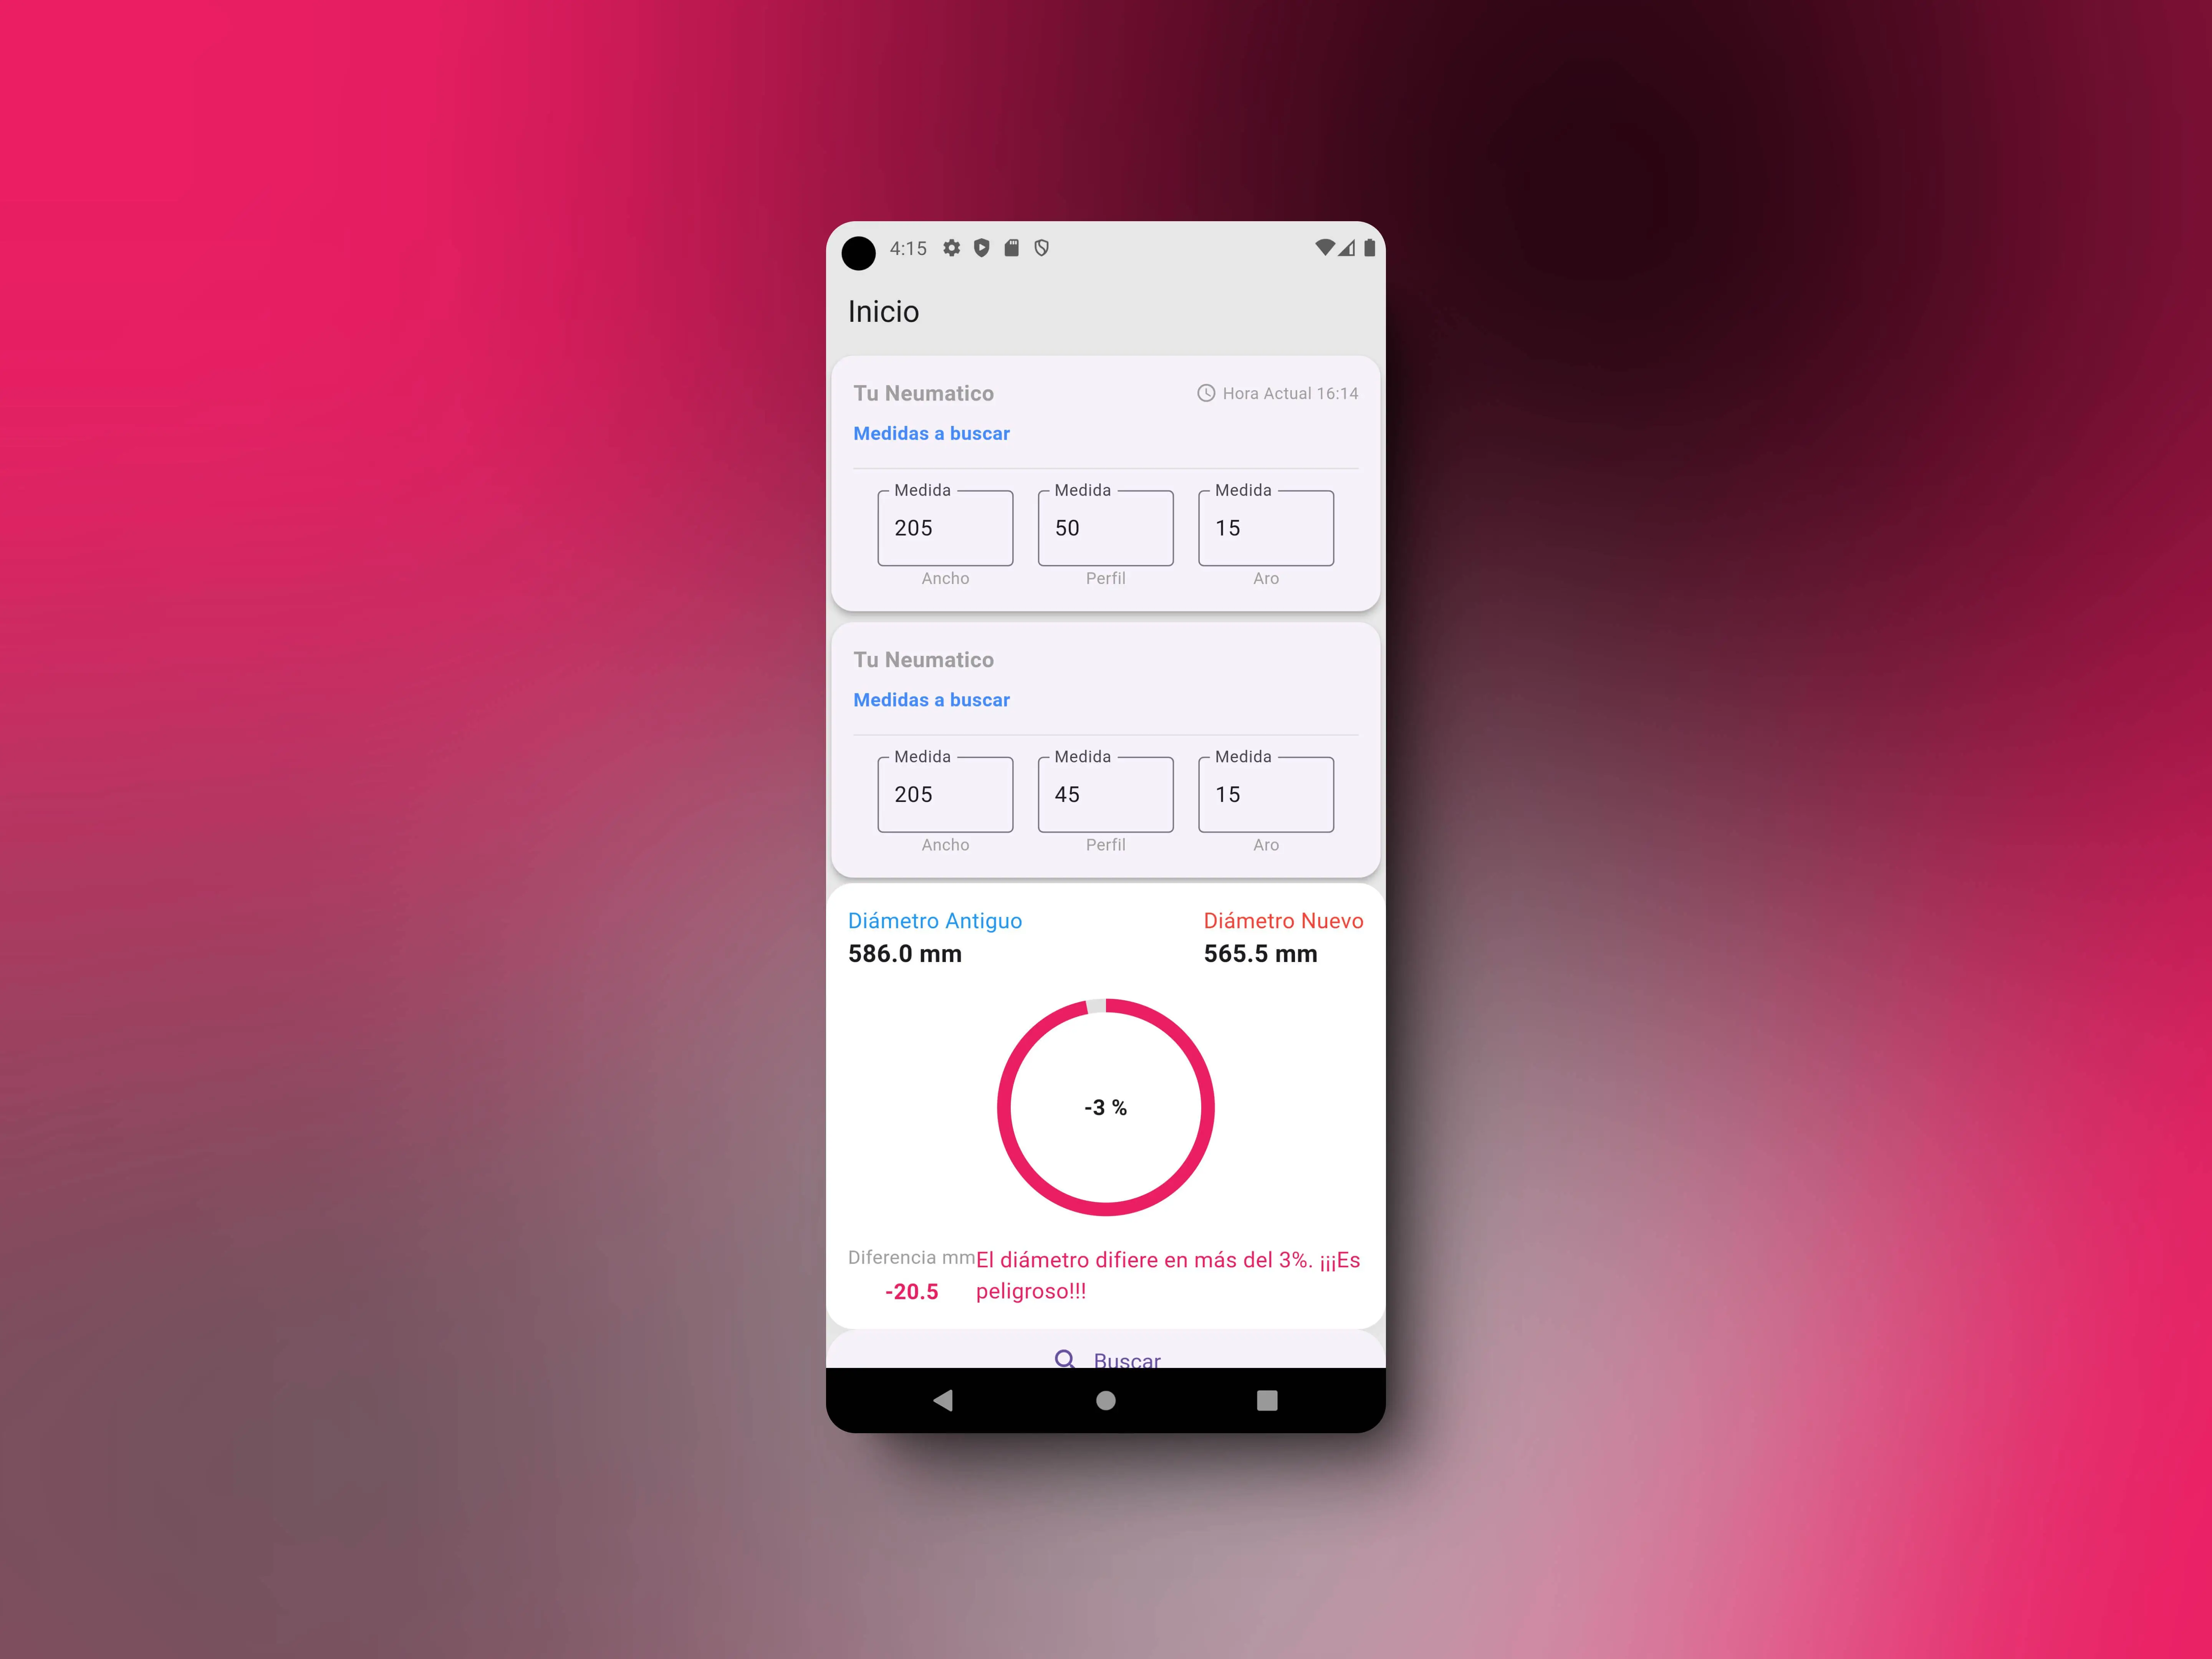 4:15
Inicio
Tu Neumatico
Hora Actual 16:14
Medidas a buscar
Medida Medida Medida
205 50 15
Ancho Perfil Aro
Tu Neumatico
Medidas a buscar
Medida Medida Medida
205 45 15
Ancho Perfil Aro
Diámetro Antiguo Diámetro Nuevo
586.0 mm 565.5 mm
-3 %
Diferencia mm
-20.5
El diámetro difiere en más del 3%. ¡¡¡Es
peligroso!!!
Buscar